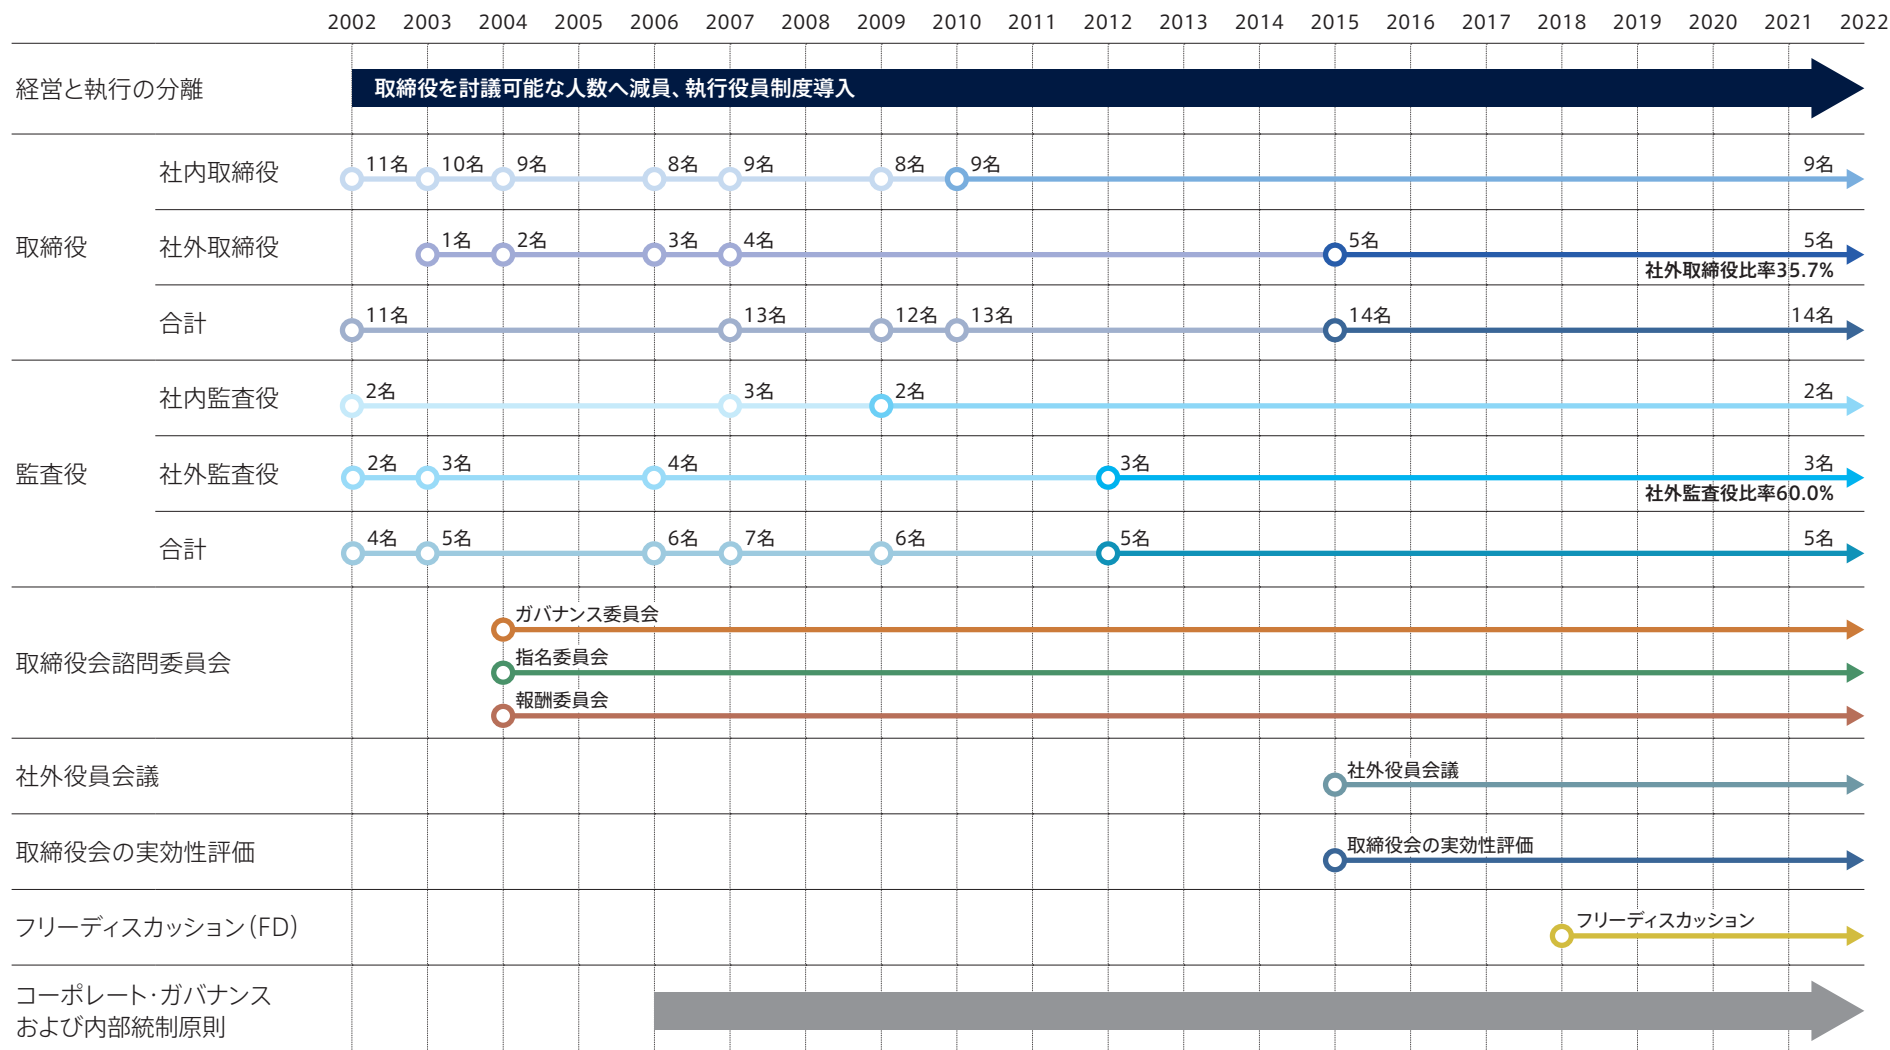 2002 2003 2004 2005 2006 2007 2008 2009 2010 2011 2012 2013 2014 2015 2016 2017 2018 2019 2020 2021 2022
経営と執行の分離
取締役を討議可能な人数へ減員、執行役員制度導入
取締役
社内取締役
11名 10名 9名 8名 9名 8名 9名 9名
社外取締役
1名 2名 3名 4名 5名 5名
社外取締役比率35.7%
合計
11名 13名 12名 13名 14名 14名
監査役
社内監査役
2名 3名 2名 2名
社外監査役
2名 3名 4名 3名 3名
社外監査役比率60.0%
合計
4名 5名 6名 7名 6名 5名 5名
取締役会諮問委員会
ガバナンス委員会
指名委員会
報酬委員会
社外役員会議
社外役員会議
取締役会の実効性評価
取締役会の実効性評価
フリーディスカッション(FD)
フリーディスカッション
コーポレート・ガバナンス
および内部統制原則